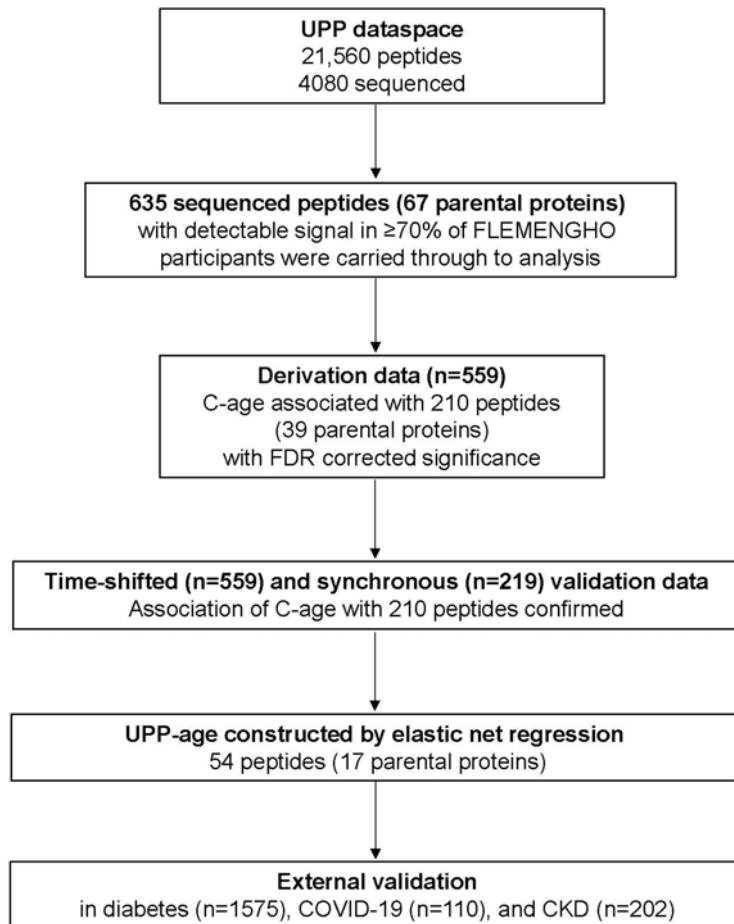 UPP dataspace
21,560 peptides
4080 sequenced
635 sequenced peptides (67 parental proteins)
with detectable signal in ≥70% of FLEMENGHO
participants were carried through to analysis
Derivation data (n=559)
C-age associated with 210 peptides
(39 parental proteins)
with FDR corrected significance
Time-shifted (n=559) and synchronous (n=219) validation data
Association of C-age with 210 peptides confirmed
UPP-age constructed by elastic net regression
54 peptides (17 parental proteins)
External validation
in diabetes (n=1575), COVID-19 (n=110), and CKD (n=202)